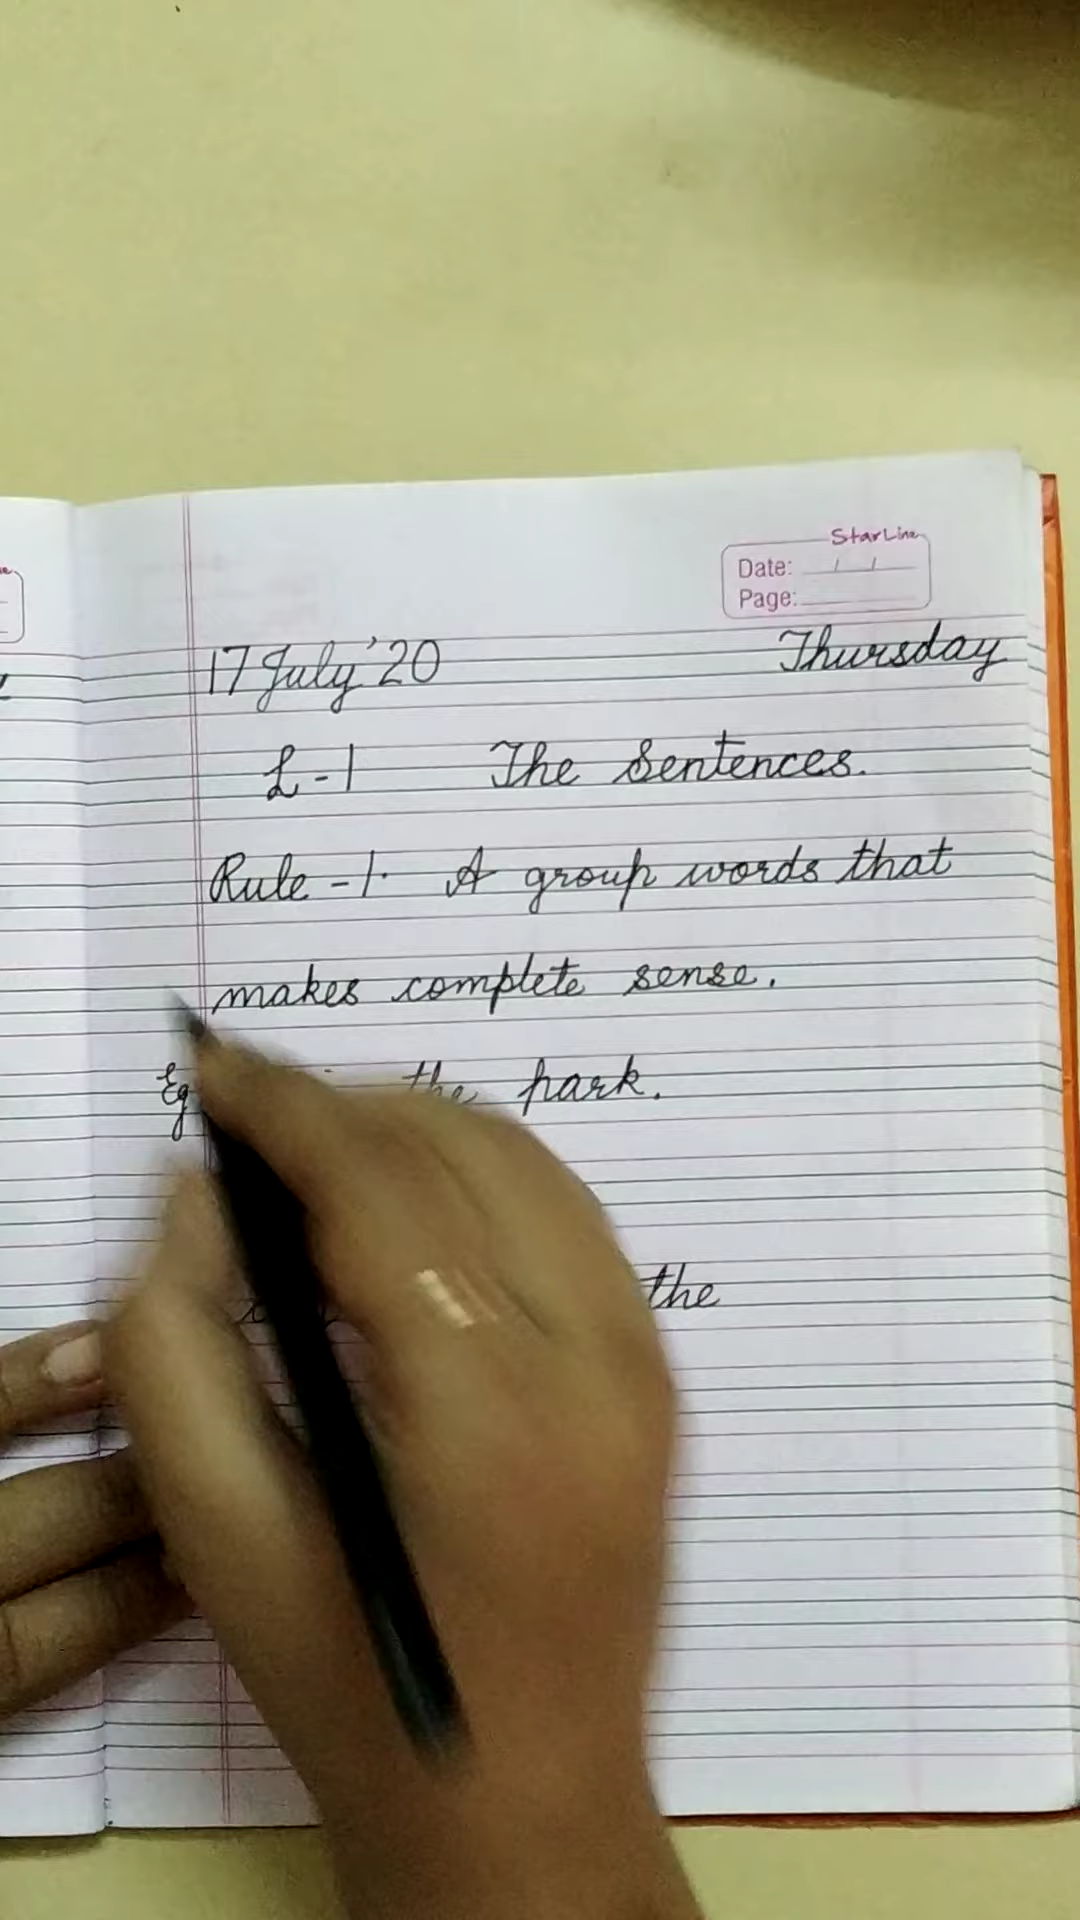 StarLine
Date: / /
Page:
17 July '20 Thursday
L-1 The Sentences.
Rule -1. A group words that
makes complete sense.
Eg the park.
the